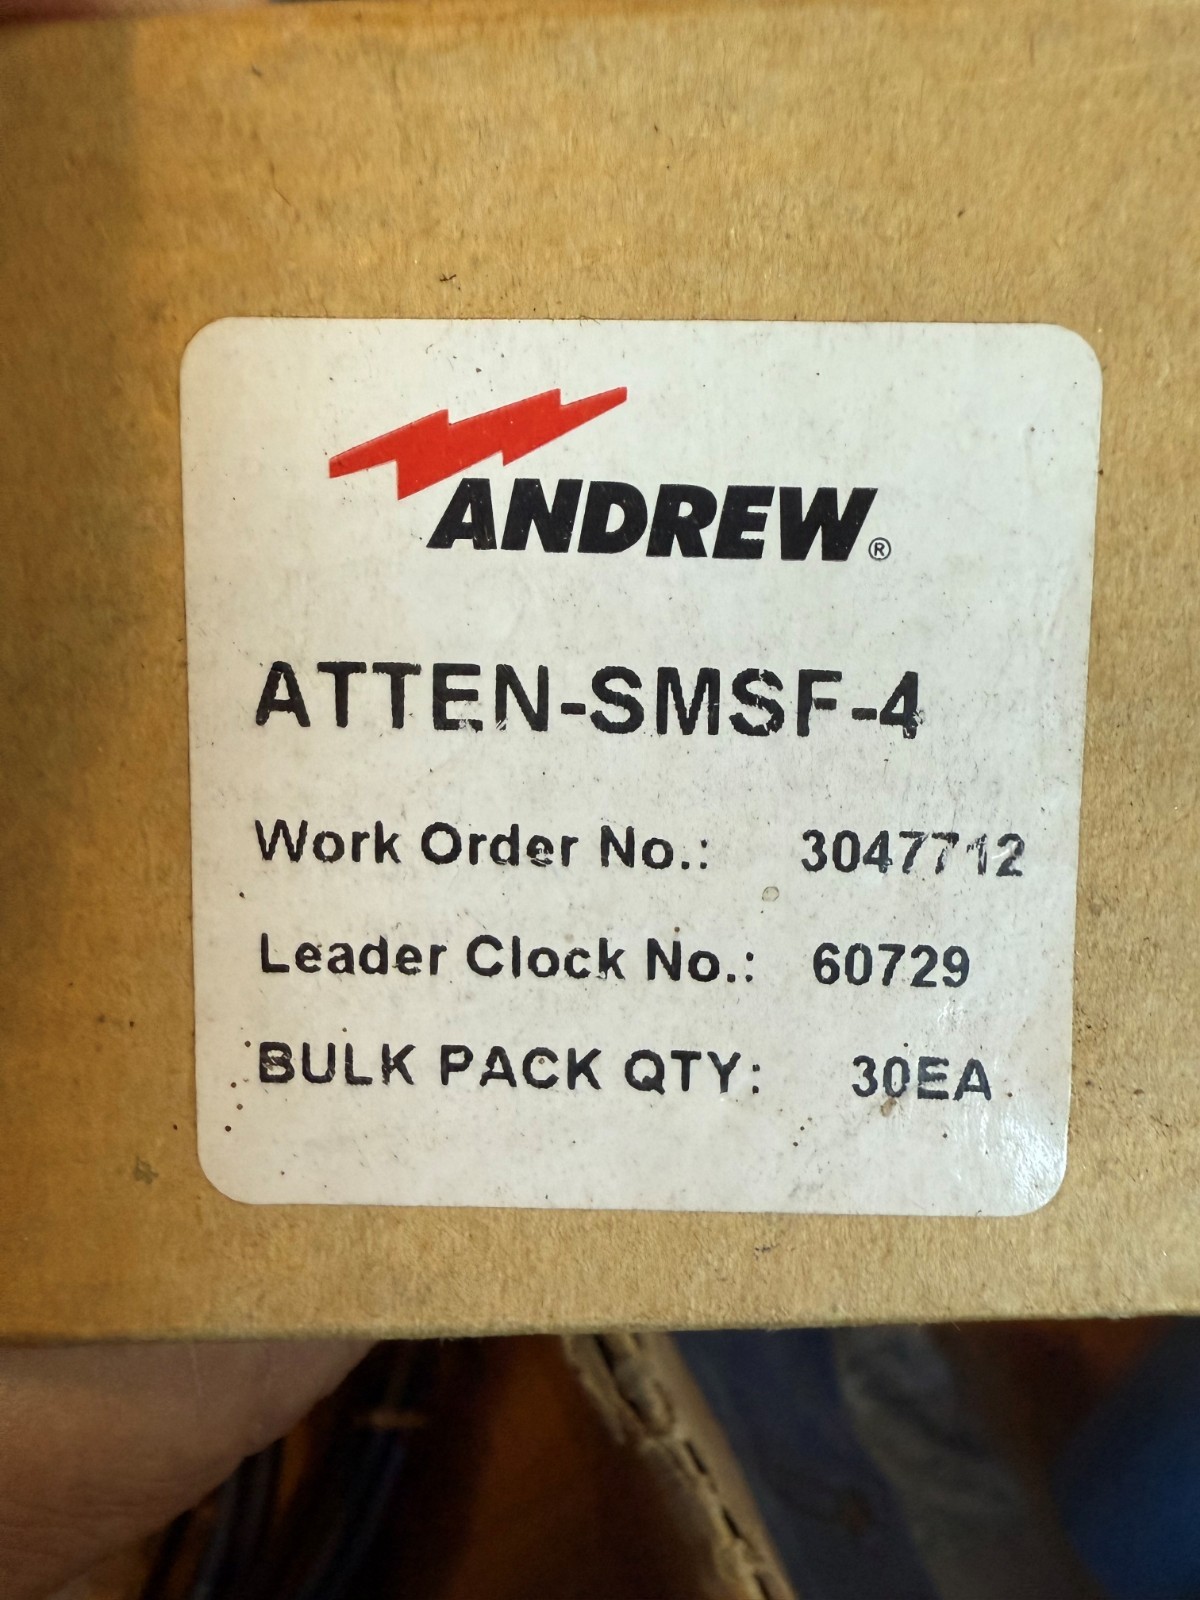 ANDREW®
ATTEN-SMSF-4
Work Order No.: 3047712
Leader Clock No.: 60729
BULK PACK QTY: 30EA